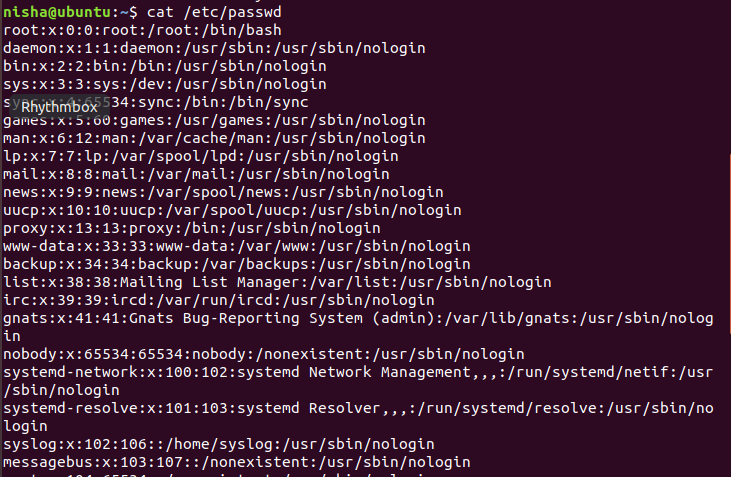 nisha@ubuntu:~$ cat /etc/passwd
root:x:0:0:root:/root:/bin/bash
daemon:x:1:1:daemon:/usr/sbin:/usr/sbin/nologin
bin:x:2:2:bin:/bin:/usr/sbin/nologin
sys:x:3:3:sys:/dev:/usr/sbin/nologin
sync:x:4:65534:sync:/bin:/bin/sync
Rhythmbox
games:x:5:60:games:/usr/games:/usr/sbin/nologin
man:x:6:12:man:/var/cache/man:/usr/sbin/nologin
lp:x:7:7:lp:/var/spool/lpd:/usr/sbin/nologin
mail:x:8:8:mail:/var/mail:/usr/sbin/nologin
news:x:9:9:news:/var/spool/news:/usr/sbin/nologin
uucp:x:10:10:uucp:/var/spool/uucp:/usr/sbin/nologin
proxy:x:13:13:proxy:/bin:/usr/sbin/nologin
www-data:x:33:33:www-data:/var/www:/usr/sbin/nologin
backup:x:34:34:backup:/var/backups:/usr/sbin/nologin
list:x:38:38:Mailing List Manager:/var/list:/usr/sbin/nologin
irc:x:39:39:ircd:/var/run/ircd:/usr/sbin/nologin
gnats:x:41:41:Gnats Bug-Reporting System (admin):/var/lib/gnats:/usr/sbin/nolog
in
nobody:x:65534:65534:nobody:/nonexistent:/usr/sbin/nologin
systemd-network:x:100:102:systemd Network Management,,,:/run/systemd/netif:/usr
/sbin/nologin
systemd-resolve:x:101:103:systemd Resolver,,,:/run/systemd/resolve:/usr/sbin/no
login
syslog:x:102:106::/home/syslog:/usr/sbin/nologin
messagebus:x:103:107::/nonexistent:/usr/sbin/nologin